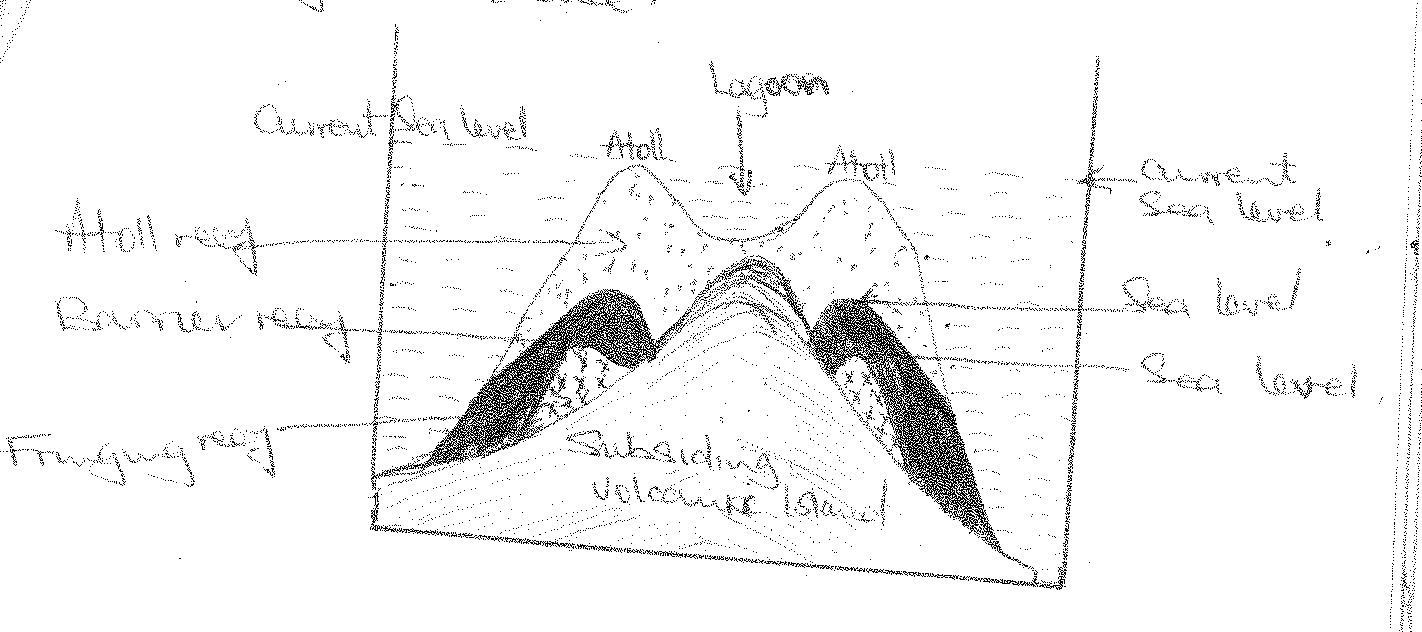 Lagoon
Current Sea level
Atoll
Atoll
Current
Sea level
Atoll reef
Sea level
Barrier reef
Sea level
Fringing reef
Subsiding
Volcanic Island